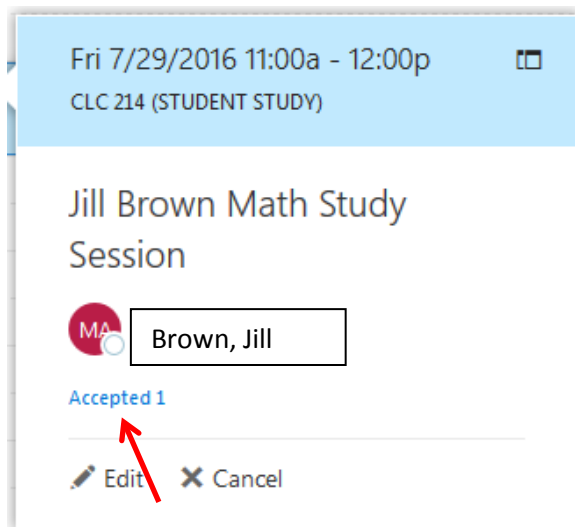 Fri 7/29/2016 11:00a - 12:00p
CLC 214 (STUDENT STUDY)
Jill Brown Math Study
Session
MA
Brown, Jill
Accepted 1
Edit Cancel